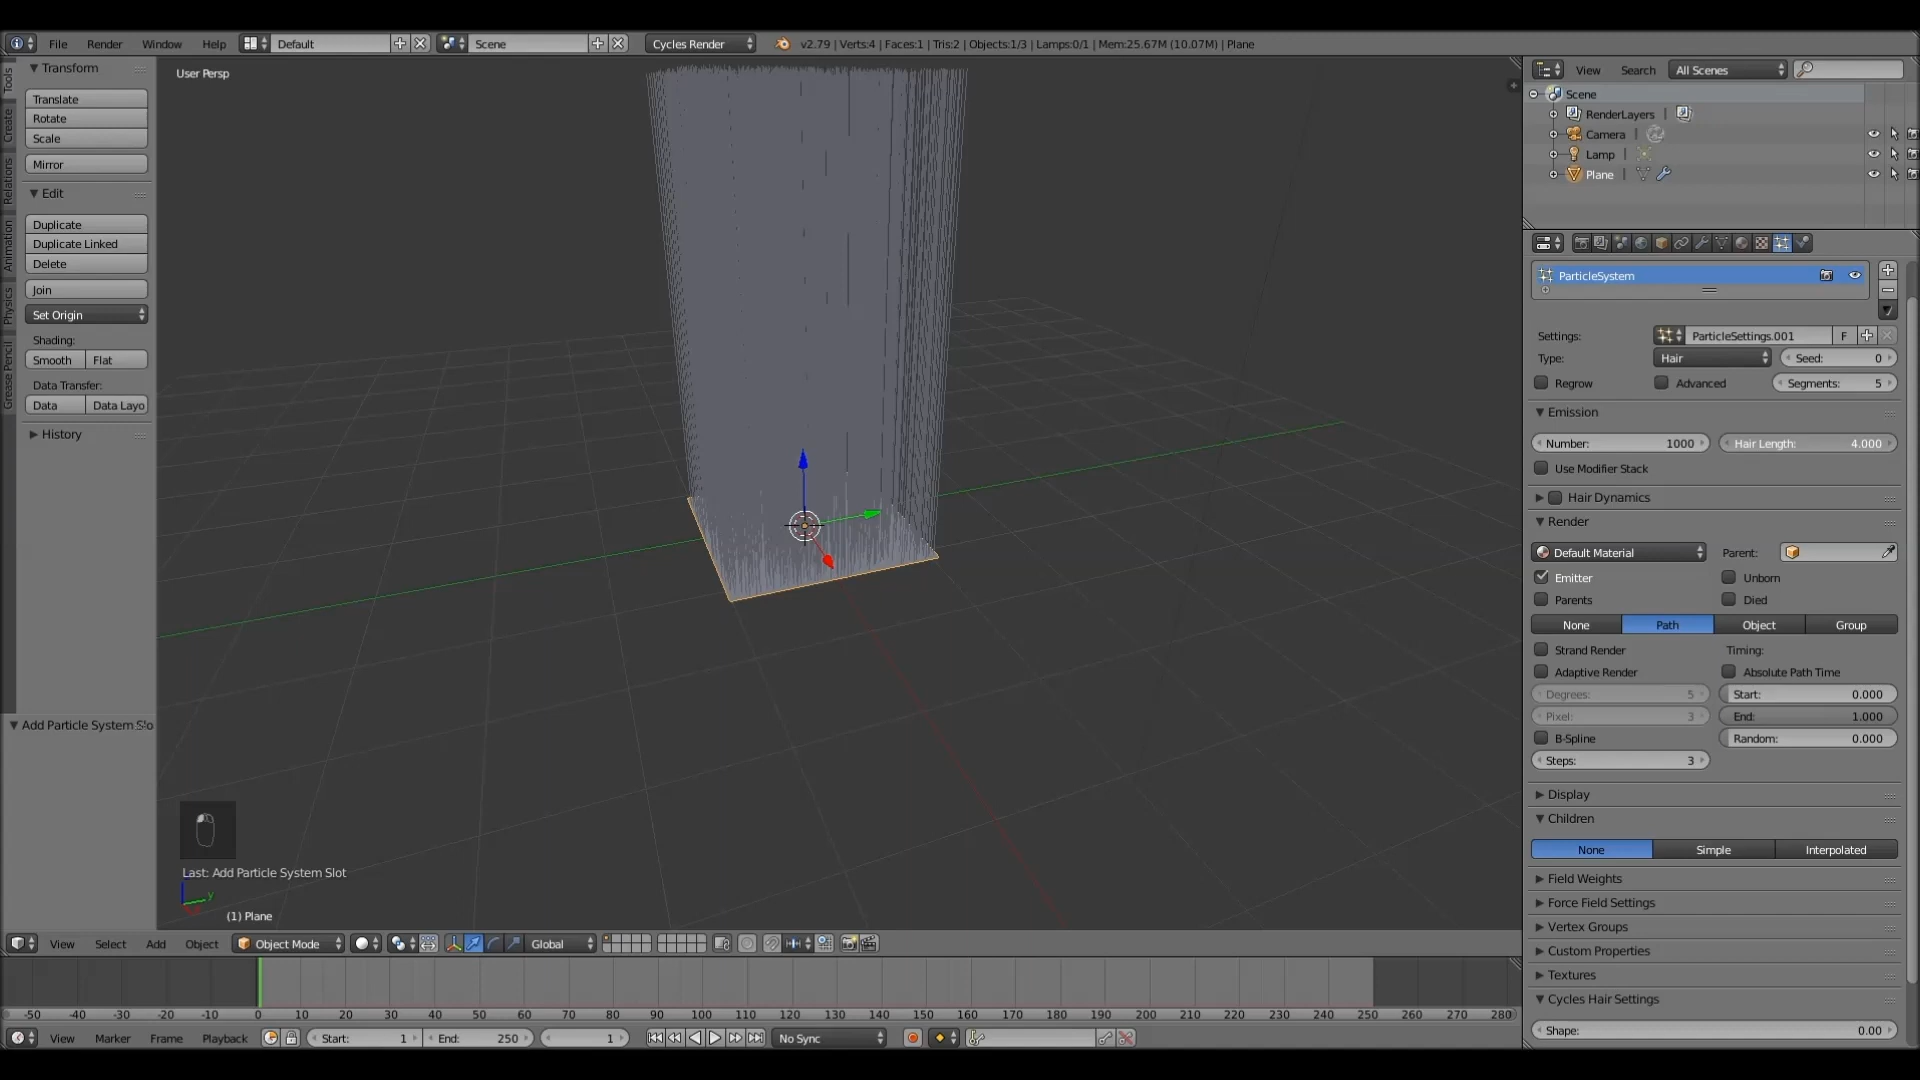 File Render Window Help Default Scene Cycles Render v2.79 | Verts:4 | Faces:1 | Tris:2 | Objects:1/3 | Lamps:0/1 | Mem:25.67M (10.07M) | Plane
Tools
Create
Relations
Animation
Physics
Grease Pencil
Transform
Translate
Rotate
Scale
Mirror
Edit
Duplicate
Duplicate Linked
Delete
Join
Set Origin
Shading:
Smooth Flat
Data Transfer:
Data Data Layo
History
Add Particle System Slo
User Persp
Last: Add Particle System Slot
y
(1) Plane
View Select Add Object Object Mode Global
-50 -40 -30 -20 -10 0 10 20 30 40 50 60 70 80 90 100 110 120 130 140 150 160 170 180 190 200 210 220 230 240 250 260 270 280
View Marker Frame Playback Start: 1 End: 250 1 No Sync
View Search All Scenes
Scene
RenderLayers |
Camera |
Lamp |
Plane |
ParticleSystem
Settings: ParticleSettings.001 F
Type: Hair Seed: 0
Regrow Advanced Segments: 5
Emission
Number: 1000 Hair Length: 4.000
Use Modifier Stack
Hair Dynamics
Render
Default Material Parent:
Emitter Unborn
Parents Died
None Path Object Group
Strand Render Timing:
Adaptive Render Absolute Path Time
Degrees: 5 Start: 0.000
Pixel: 3 End: 1.000
B-Spline Random: 0.000
Steps: 3
Display
Children
None Simple Interpolated
Field Weights
Force Field Settings
Vertex Groups
Custom Properties
Textures
Cycles Hair Settings
Shape: 0.00